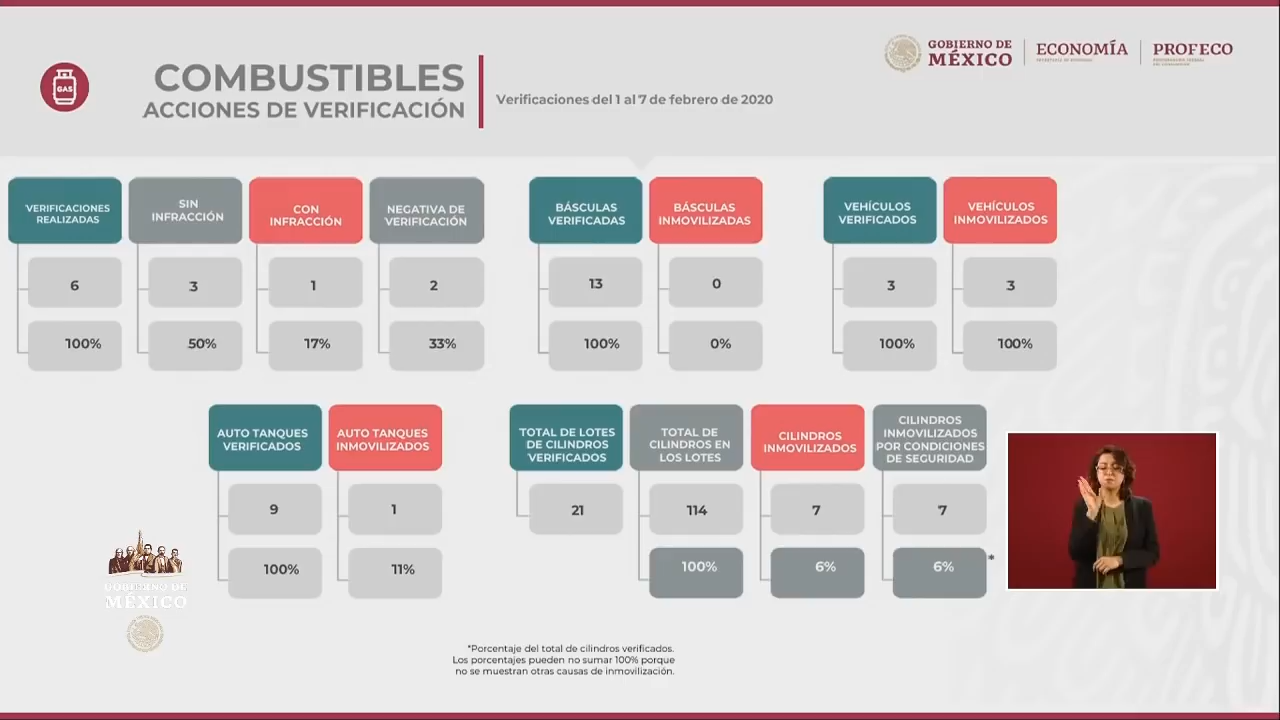 GAS
COMBUSTIBLES
ACCIONES DE VERIFICACIÓN
Verificaciones del 1 al 7 de febrero de 2020
GOBIERNO DE
MÉXICO
ECONOMÍA
PROFECO
VERIFICACIONES
REALIZADAS
6
100%
SIN
INFRACCIÓN
3
50%
CON
INFRACCIÓN
1
17%
NEGATIVA DE
VERIFICACIÓN
2
33%
BÁSCULAS
VERIFICADAS
13
100%
BÁSCULAS
INMOVILIZADAS
0
0%
VEHÍCULOS
VERIFICADOS
3
100%
VEHÍCULOS
INMOVILIZADOS
3
100%
AUTO TANQUES
VERIFICADOS
9
100%
AUTO TANQUES
INMOVILIZADOS
1
11%
TOTAL DE LOTES
DE CILINDROS
VERIFICADOS
21
TOTAL DE
CILINDROS EN
LOS LOTES
114
100%
CILINDROS
INMOVILIZADOS
7
6%
CILINDROS
INMOVILIZADOS
POR CONDICIONES
DE SEGURIDAD
7
6%
*
GOBIERNO DE
MÉXICO
*Porcentaje del total de cilindros verificados.
Los porcentajes pueden no sumar 100% porque
no se muestran otras causas de inmovilización.